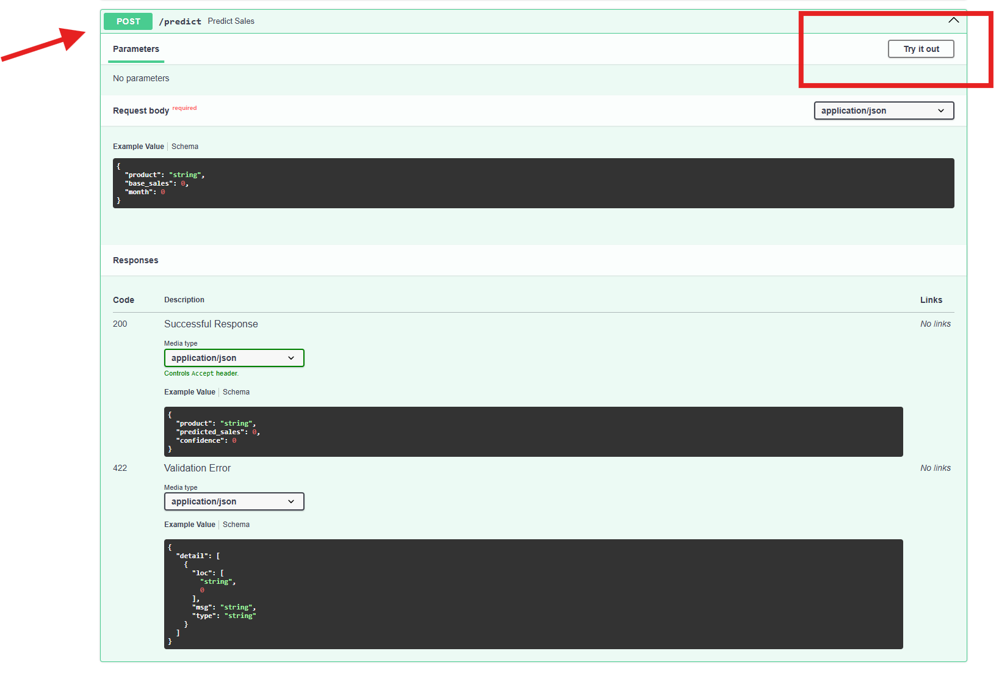 POST /predict Predict Sales
Parameters
Try it out
No parameters
Request body required
application/json
Example Value Schema
{
  "product": "string",
  "base_sales": 0,
  "month": 0
}
Responses
Code Description Links
200 Successful Response No links
Media type
application/json
Controls Accept header.
Example Value Schema
{
  "product": "string",
  "predicted_sales": 0,
  "confidence": 0
}
422 Validation Error No links
Media type
application/json
Example Value Schema
{
  "detail": [
    {
      "loc": [
        "string",
        0
      ],
      "msg": "string",
      "type": "string"
    }
  ]
}